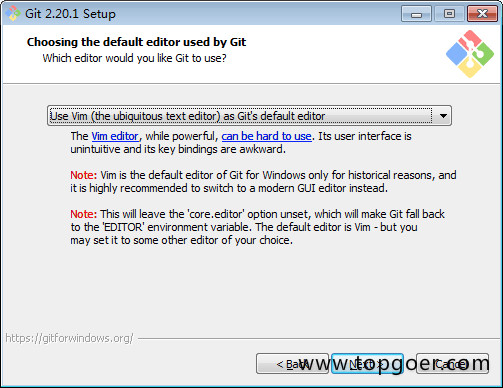 Git 2.20.1 Setup
Choosing the default editor used by Git
Which editor would you like Git to use?
Use Vim (the ubiquitous text editor) as Git's default editor
The Vim editor, while powerful, can be hard to use. Its user interface is
unintuitive and its key bindings are awkward.
Note: Vim is the default editor of Git for Windows only for historical reasons, and
it is highly recommended to switch to a modern GUI editor instead.
Note: This will leave the 'core.editor' option unset, which will make Git fall back
to the 'EDITOR' environment variable. The default editor is Vim - but you
may set it to some other editor of your choice.
https://gitforwindows.org/
< Back Next > Cancel
www.topgoer.com